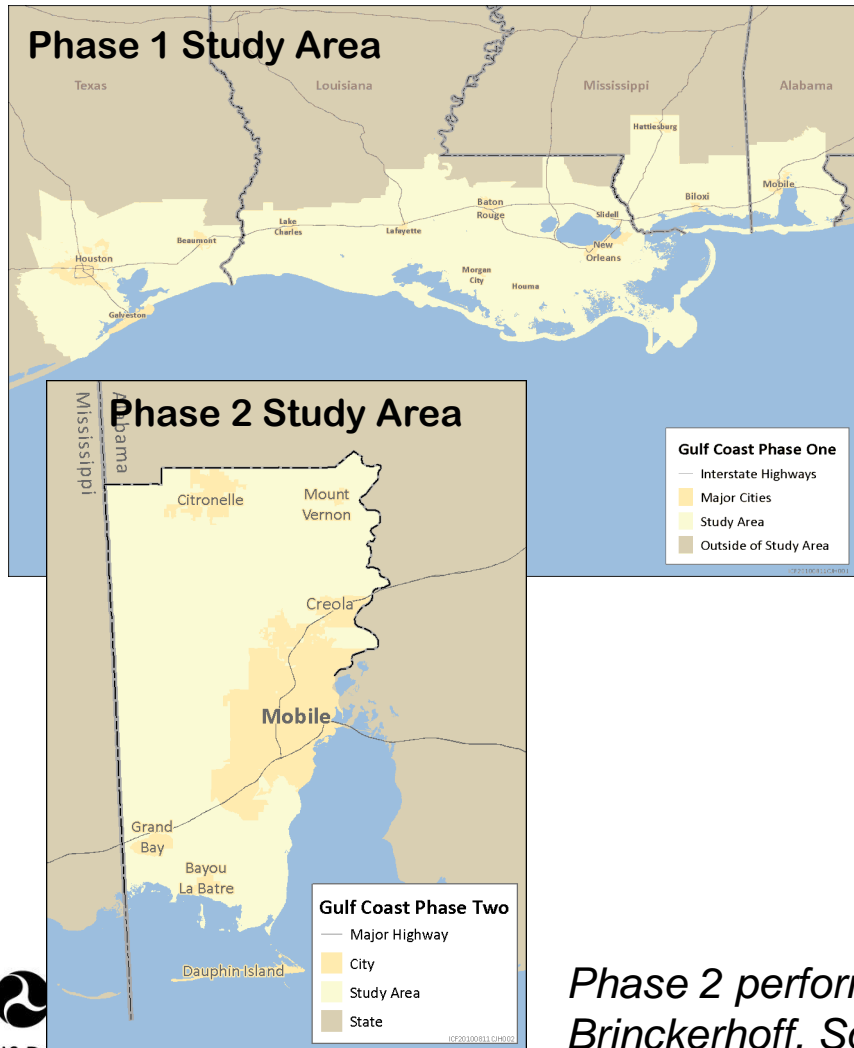 Phase 1 Study Area
Texas
Louisiana
Mississippi
Alabama
Hattiesburg
Mobile
Biloxi
Slidell
Baton
Rouge
New
Orleans
Lafayette
Lake
Charles
Beaumont
Houston
Galveston
Morgan
City
Houma
Gulf Coast Phase One
Interstate Highways
Major Cities
Study Area
Outside of Study Area
Phase 2 Study Area
Mississippi
Alabama
Citronelle
Mount
Vernon
Creola
Mobile
Grand
Bay
Bayou
La Batre
Dauphin Island
Gulf Coast Phase Two
Major Highway
City
Study Area
State
ICF20100811CJH002
Phase 2 perfor
Brinckerhoff, So